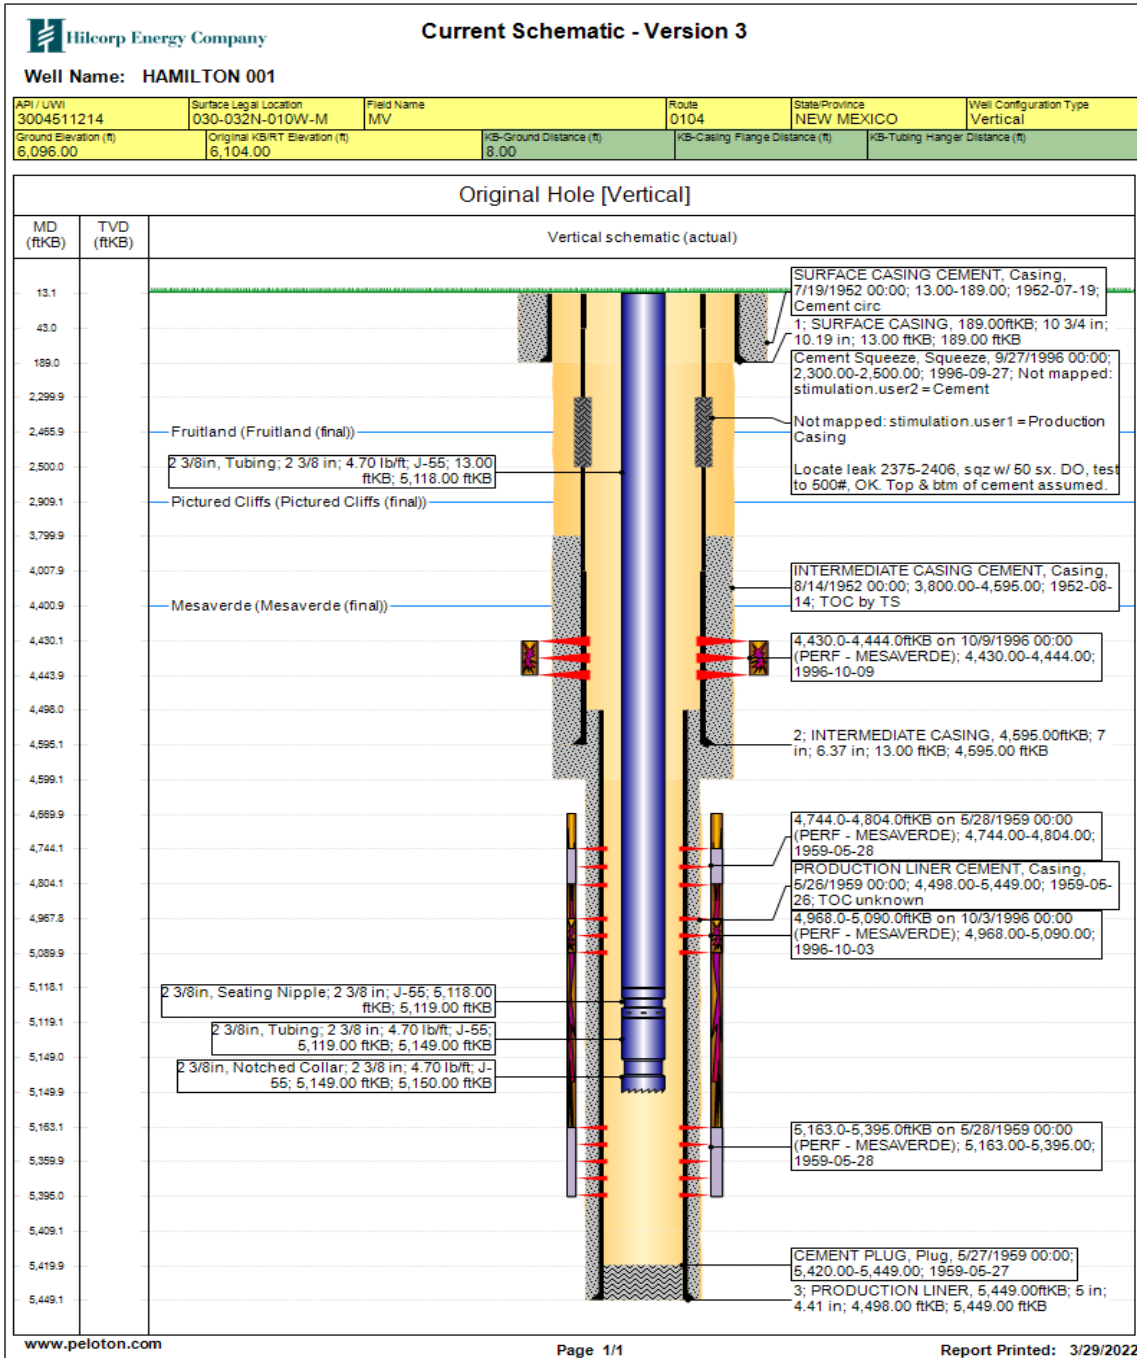 Hilcorp Energy Company
Current Schematic - Version 3
Well Name: HAMILTON 001
API / UWI
3004511214
Surface Legal Location
030-032N-010W-M
Field Name
MV
Route
0104
State/Province
NEW MEXICO
Well Configuration Type
Vertical
Ground Elevation (ft)
6,096.00
Original KB/RT Elevation (ft)
6,104.00
KB-Ground Distance (ft)
8.00
KB-Casing Flange Distance (ft)
KB-Tubing Hanger Distance (ft)
Original Hole [Vertical]
MD
(ftKB)
TVD
(ftKB)
Vertical schematic (actual)
13.1
43.0
189.0
2,299.9
2,465.9
2,500.0
2,909.1
3,799.9
4,007.9
4,400.9
4,430.1
4,443.9
4,498.0
4,595.1
4,599.1
4,669.9
4,744.1
4,804.1
4,967.8
5,089.9
5,118.1
5,119.1
5,149.0
5,149.9
5,163.1
5,359.9
5,395.0
5,409.1
5,419.9
5,449.1
Fruitland (Fruitland (final))
2 3/8in, Tubing; 2 3/8 in; 4.70 lb/ft; J-55; 13.00
ftKB; 5,118.00 ftKB
Pictured Cliffs (Pictured Cliffs (final))
Mesaverde (Mesaverde (final))
2 3/8in, Seating Nipple; 2 3/8 in; J-55; 5,118.00
ftKB; 5,119.00 ftKB
2 3/8in, Tubing; 2 3/8 in; 4.70 lb/ft; J-55;
5,119.00 ftKB; 5,149.00 ftKB
2 3/8in, Notched Collar; 2 3/8 in; 4.70 lb/ft; J-
55; 5,149.00 ftKB; 5,150.00 ftKB
SURFACE CASING CEMENT, Casing,
7/19/1952 00:00; 13.00-189.00; 1952-07-19;
Cement circ
1; SURFACE CASING, 189.00ftKB; 10 3/4 in;
10.19 in; 13.00 ftKB; 189.00 ftKB
Cement Squeeze, Squeeze, 9/27/1996 00:00;
2,300.00-2,500.00; 1996-09-27; Not mapped:
stimulation.user2 = Cement
Not mapped: stimulation.user1 = Production
Casing
Locate leak 2375-2406, sqz w/ 50 sx. DO, test
to 500#, OK. Top & btm of cement assumed.
INTERMEDIATE CASING CEMENT, Casing,
8/14/1952 00:00; 3,800.00-4,595.00; 1952-08-
14; TOC by TS
4,430.0-4,444.0ftKB on 10/9/1996 00:00
(PERF - MESAVERDE); 4,430.00-4,444.00;
1996-10-09
2; INTERMEDIATE CASING, 4,595.00ftKB; 7
in; 6.37 in; 13.00 ftKB; 4,595.00 ftKB
4,744.0-4,804.0ftKB on 5/28/1959 00:00
(PERF - MESAVERDE); 4,744.00-4,804.00;
1959-05-28
PRODUCTION LINER CEMENT, Casing,
5/26/1959 00:00; 4,498.00-5,449.00; 1959-05-
26; TOC unknown
4,968.0-5,090.0ftKB on 10/3/1996 00:00
(PERF - MESAVERDE); 4,968.00-5,090.00;
1996-10-03
5,163.0-5,395.0ftKB on 5/28/1959 00:00
(PERF - MESAVERDE); 5,163.00-5,395.00;
1959-05-28
CEMENT PLUG, Plug, 5/27/1959 00:00;
5,420.00-5,449.00; 1959-05-27
3; PRODUCTION LINER, 5,449.00ftKB; 5 in;
4.41 in; 4,498.00 ftKB; 5,449.00 ftKB
www.peloton.com
Page 1/1
Report Printed: 3/29/2022